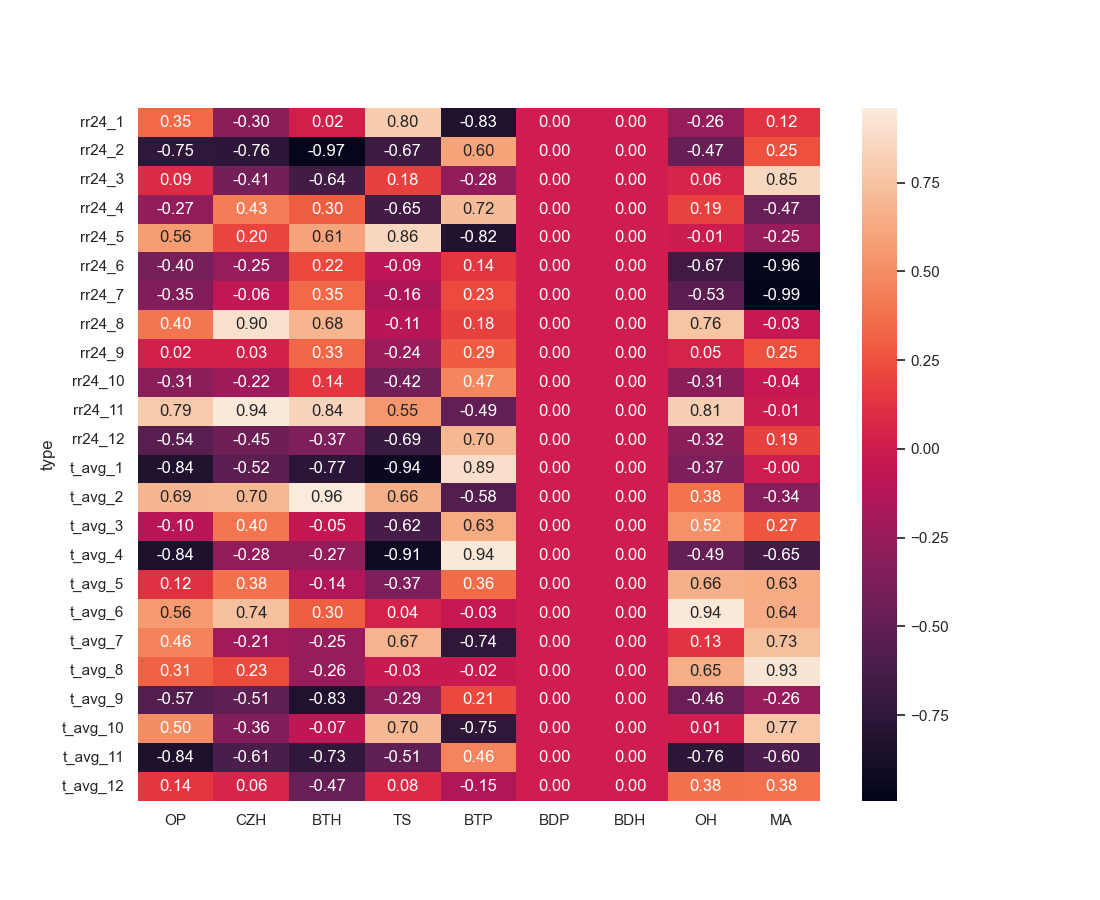 rr24_1 0.35 -0.30 0.02 0.80 -0.83 0.00 0.00 -0.26 0.12
rr24_2 -0.75 -0.76 -0.97 -0.67 0.60 0.00 0.00 -0.47 0.25
rr24_3 0.09 -0.41 -0.64 0.18 -0.28 0.00 0.00 0.06 0.85
rr24_4 -0.27 0.43 0.30 -0.65 0.72 0.00 0.00 0.19 -0.47
rr24_5 0.56 0.20 0.61 0.86 -0.82 0.00 0.00 -0.01 -0.25
rr24_6 -0.40 -0.25 0.22 -0.09 0.14 0.00 0.00 -0.67 -0.96
rr24_7 -0.35 -0.06 0.35 -0.16 0.23 0.00 0.00 -0.53 -0.99
rr24_8 0.40 0.90 0.68 -0.11 0.18 0.00 0.00 0.76 -0.03
rr24_9 0.02 0.03 0.33 -0.24 0.29 0.00 0.00 0.05 0.25
rr24_10 -0.31 -0.22 0.14 -0.42 0.47 0.00 0.00 -0.31 -0.04
rr24_11 0.79 0.94 0.84 0.55 -0.49 0.00 0.00 0.81 -0.01
rr24_12 -0.54 -0.45 -0.37 -0.69 0.70 0.00 0.00 -0.32 0.19
type
t_avg_1 -0.84 -0.52 -0.77 -0.94 0.89 0.00 0.00 -0.37 -0.00
t_avg_2 0.69 0.70 0.96 0.66 -0.58 0.00 0.00 0.38 -0.34
t_avg_3 -0.10 0.40 -0.05 -0.62 0.63 0.00 0.00 0.52 0.27
t_avg_4 -0.84 -0.28 -0.27 -0.91 0.94 0.00 0.00 -0.49 -0.65
t_avg_5 0.12 0.38 -0.14 -0.37 0.36 0.00 0.00 0.66 0.63
t_avg_6 0.56 0.74 0.30 0.04 -0.03 0.00 0.00 0.94 0.64
t_avg_7 0.46 -0.21 -0.25 0.67 -0.74 0.00 0.00 0.13 0.73
t_avg_8 0.31 0.23 -0.26 -0.03 -0.02 0.00 0.00 0.65 0.93
t_avg_9 -0.57 -0.51 -0.83 -0.29 0.21 0.00 0.00 -0.46 -0.26
t_avg_10 0.50 -0.36 -0.07 0.70 -0.75 0.00 0.00 0.01 0.77
t_avg_11 -0.84 -0.61 -0.73 -0.51 0.46 0.00 0.00 -0.76 -0.60
t_avg_12 0.14 0.06 -0.47 0.08 -0.15 0.00 0.00 0.38 0.38
OP CZH BTH TS BTP BDP BDH OH MA
0.75
0.50
0.25
0.00
−0.25
−0.50
−0.75